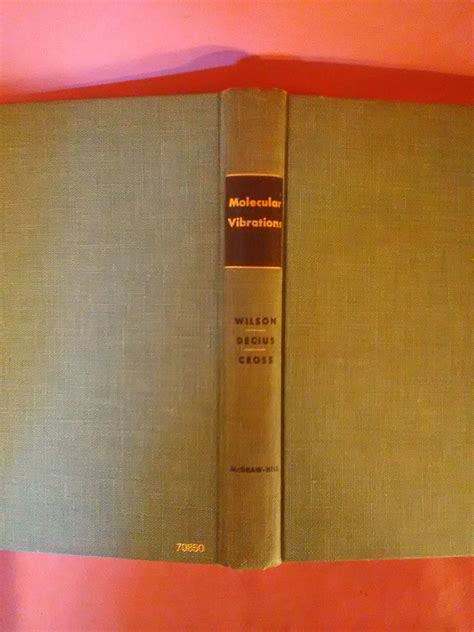 Molecular
Vibrations
WILSON
DECIUS
CROSS
McGRAW-HILL
70850